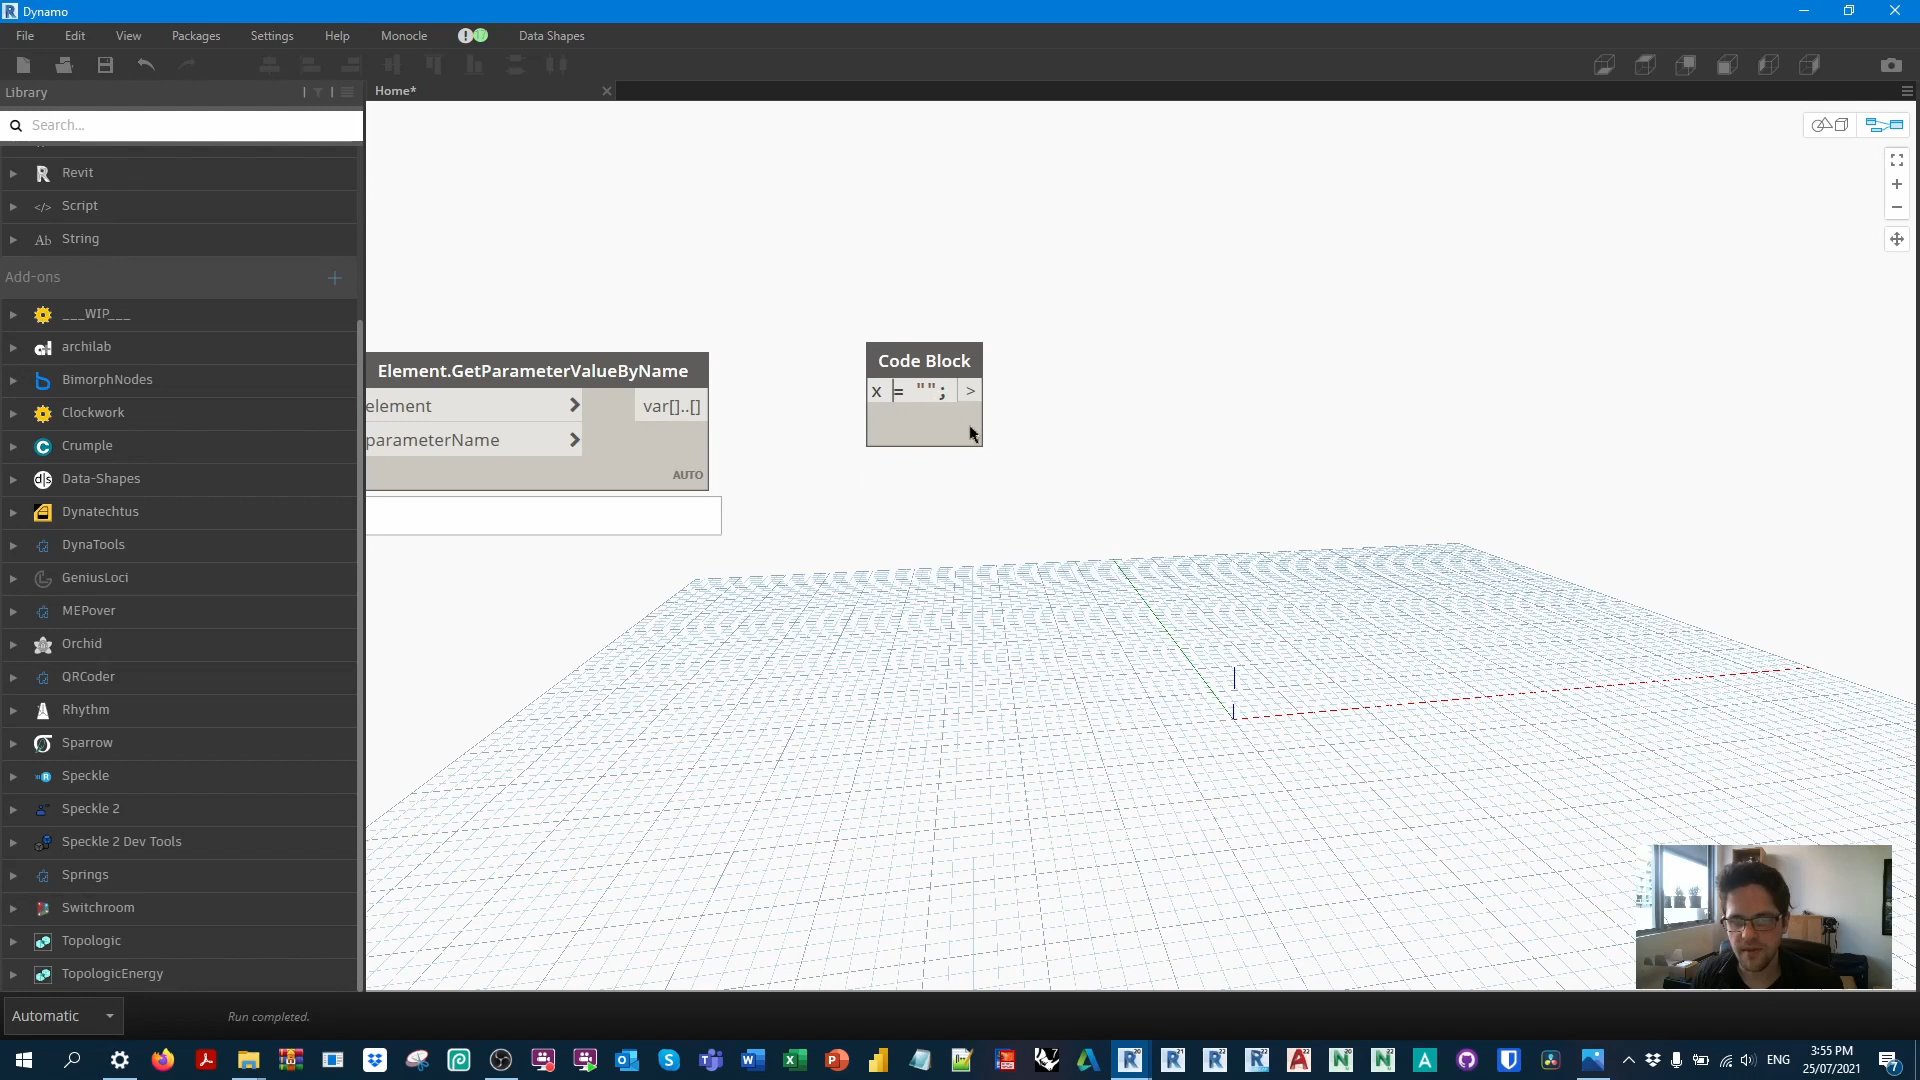 Dynamo
File Edit View Packages Settings Help Monocle ! 17 Data Shapes
Library
Home*
Search...
Revit
Script
Ab String
Add-ons
___WIP___
archilab
BimorphNodes
Clockwork
Crumple
Data-Shapes
Dynatechtus
DynaTools
GeniusLoci
MEPover
Orchid
QRCoder
Rhythm
Sparrow
Speckle
Speckle 2
Speckle 2 Dev Tools
Springs
Switchroom
Topologic
TopologicEnergy
Element.GetParameterValueByName
element > var[]..[]
parameterName >
AUTO
Code Block
x = ""; >
Automatic
Run completed.
ENG
3:55 PM
25/07/2021
7